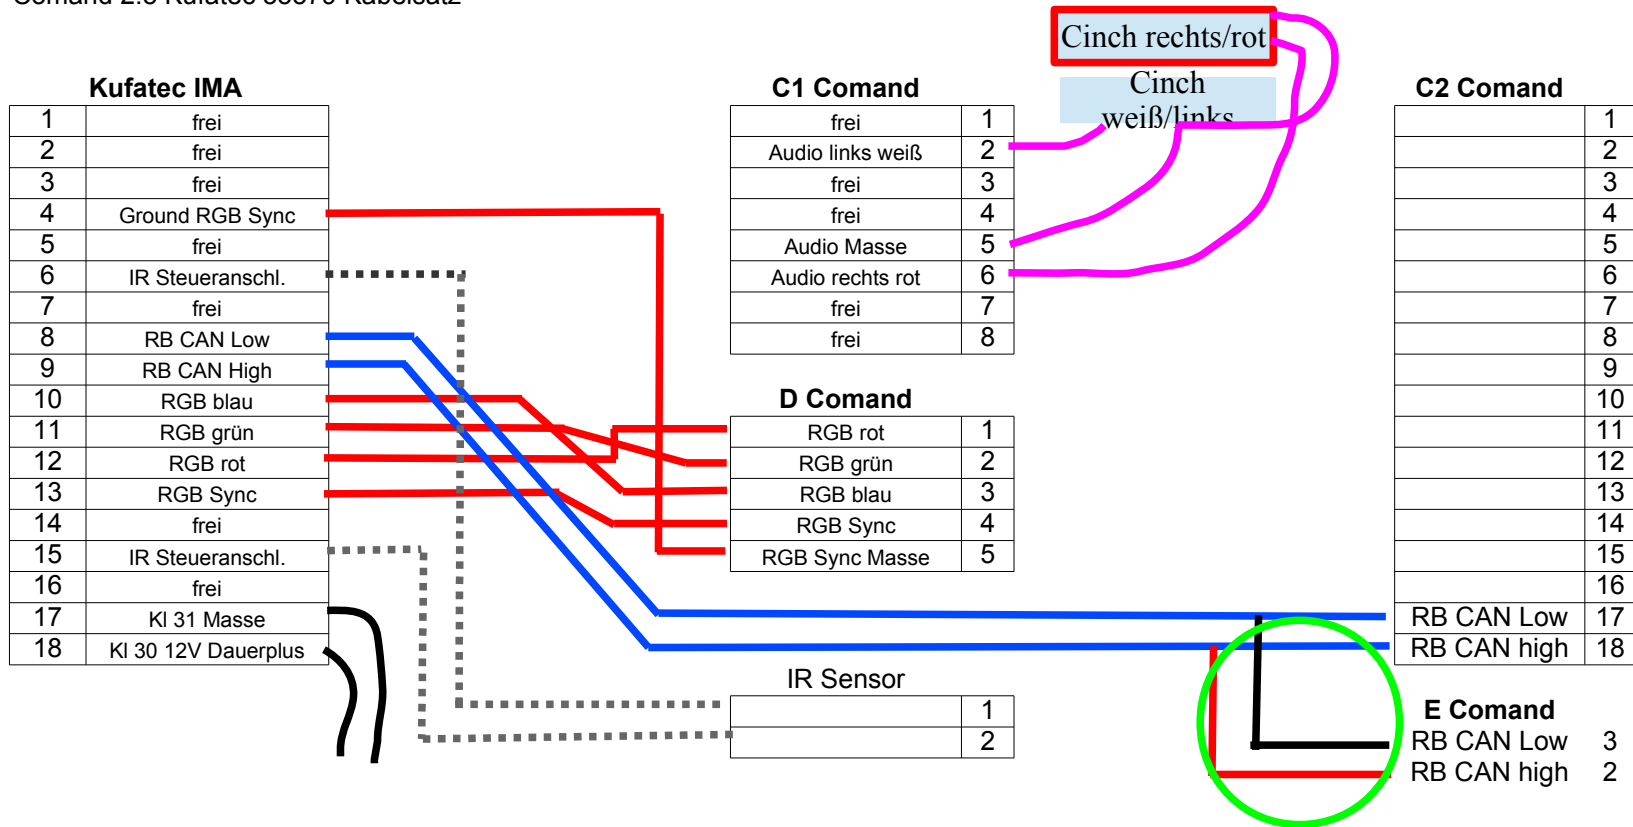 Comand 2.5 Kufatec 33579 Kabelsatz
Cinch rechts/rot
Cinch
weiß/links
Kufatec IMA
1 frei
2 frei
3 frei
4 Ground RGB Sync
5 frei
6 IR Steueranschl.
7 frei
8 RB CAN Low
9 RB CAN High
10 RGB blau
11 RGB grün
12 RGB rot
13 RGB Sync
14 frei
15 IR Steueranschl.
16 frei
17 Kl 31 Masse
18 Kl 30 12V Dauerplus
C1 Comand
frei 1
Audio links weiß 2
frei 3
frei 4
Audio Masse 5
Audio rechts rot 6
frei 7
frei 8
D Comand
RGB rot 1
RGB grün 2
RGB blau 3
RGB Sync 4
RGB Sync Masse 5
IR Sensor
1
2
C2 Comand
1
2
3
4
5
6
7
8
9
10
11
12
13
14
15
16
RB CAN Low 17
RB CAN high 18
E Comand
RB CAN Low 3
RB CAN high 2